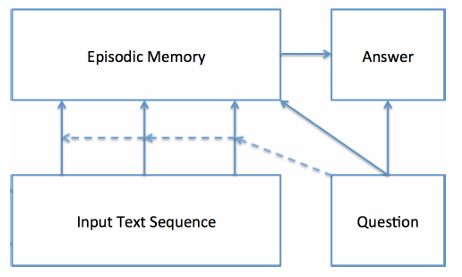 Episodic Memory
Answer
Input Text Sequence
Question